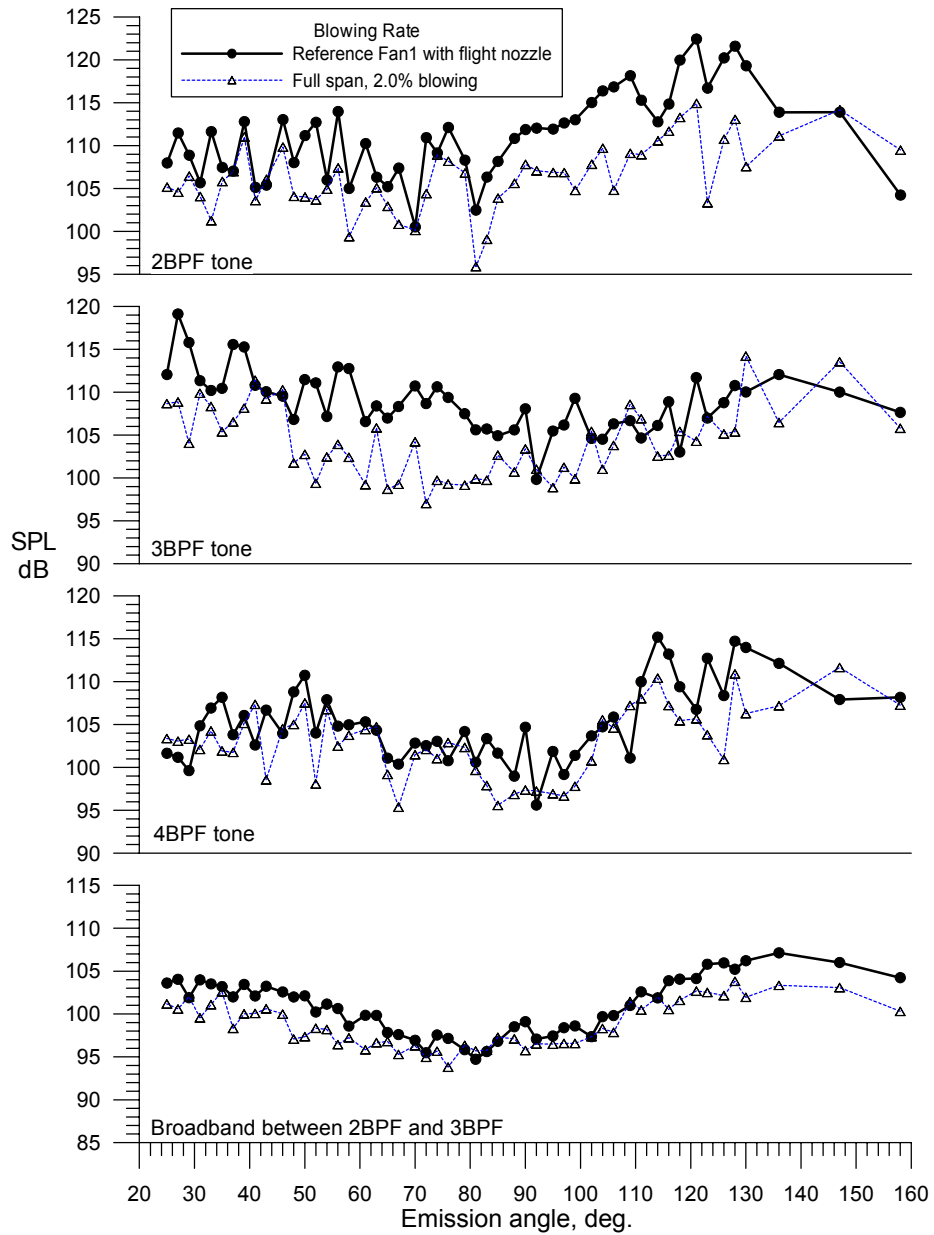 Blowing Rate
Reference Fan1 with flight nozzle
Full span, 2.0% blowing
125
120
115
110
105
100
95
2BPF tone
120
115
110
105
100
95
90
3BPF tone
SPL
dB
120
115
110
105
100
95
90
4BPF tone
115
110
105
100
95
90
85
Broadband between 2BPF and 3BPF
20 30 40 50 60 70 80 90 100 110 120 130 140 150 160
Emission angle, deg.